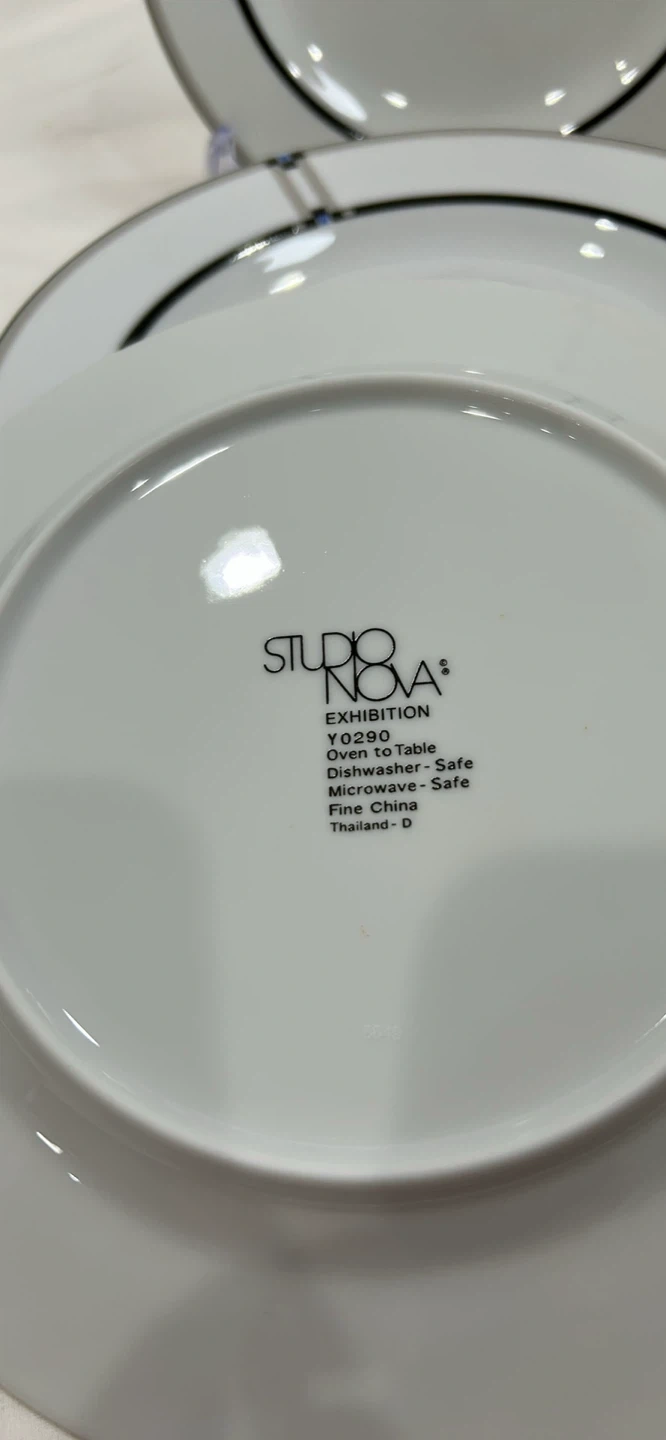 STUDIO
NOVA ©®
EXHIBITION
Y0290
Oven to Table
Dishwasher - Safe
Microwave - Safe
Fine China
Thailand - D